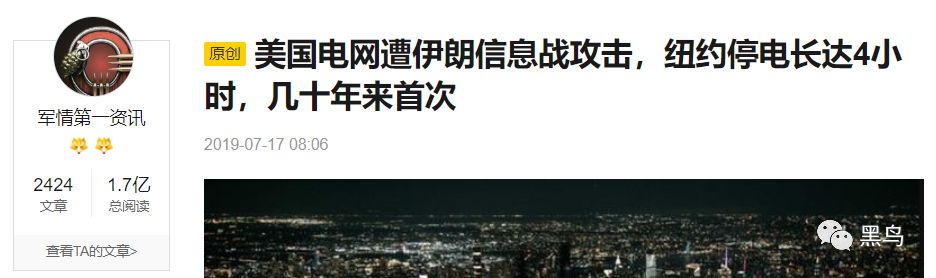 原创 美国电网遭伊朗信息战攻击，纽约停电长达4小
时，几十年来首次
2019-07-17 08:06
军情第一资讯
2424 1.7亿
文章 总阅读
查看TA的文章>
黑鸟